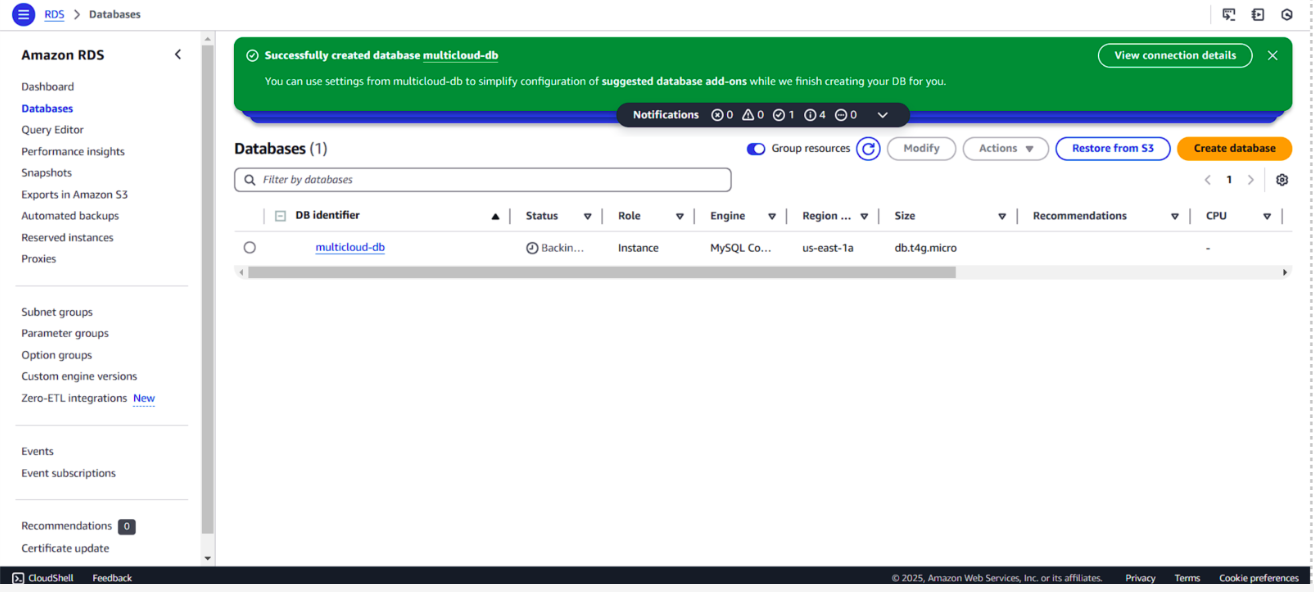 RDS > Databases
Amazon RDS
Dashboard
Databases
Query Editor
Performance insights
Snapshots
Exports in Amazon S3
Automated backups
Reserved instances
Proxies
Subnet groups
Parameter groups
Option groups
Custom engine versions
Zero-ETL integrations New
Events
Event subscriptions
Recommendations 0
Certificate update
Successfully created database multicloud-db
View connection details
You can use settings from multicloud-db to simplify configuration of suggested database add-ons while we finish creating your DB for you.
Notifications 0 0 1 4 0
Databases (1)
Group resources
Modify
Actions
Restore from S3
Create database
Filter by databases
1
DB identifier Status Role Engine Region ... Size Recommendations CPU
multicloud-db Backin... Instance MySQL Co... us-east-1a db.t4g.micro -
CloudShell Feedback © 2025, Amazon Web Services, Inc. or its affiliates. Privacy Terms Cookie preferences